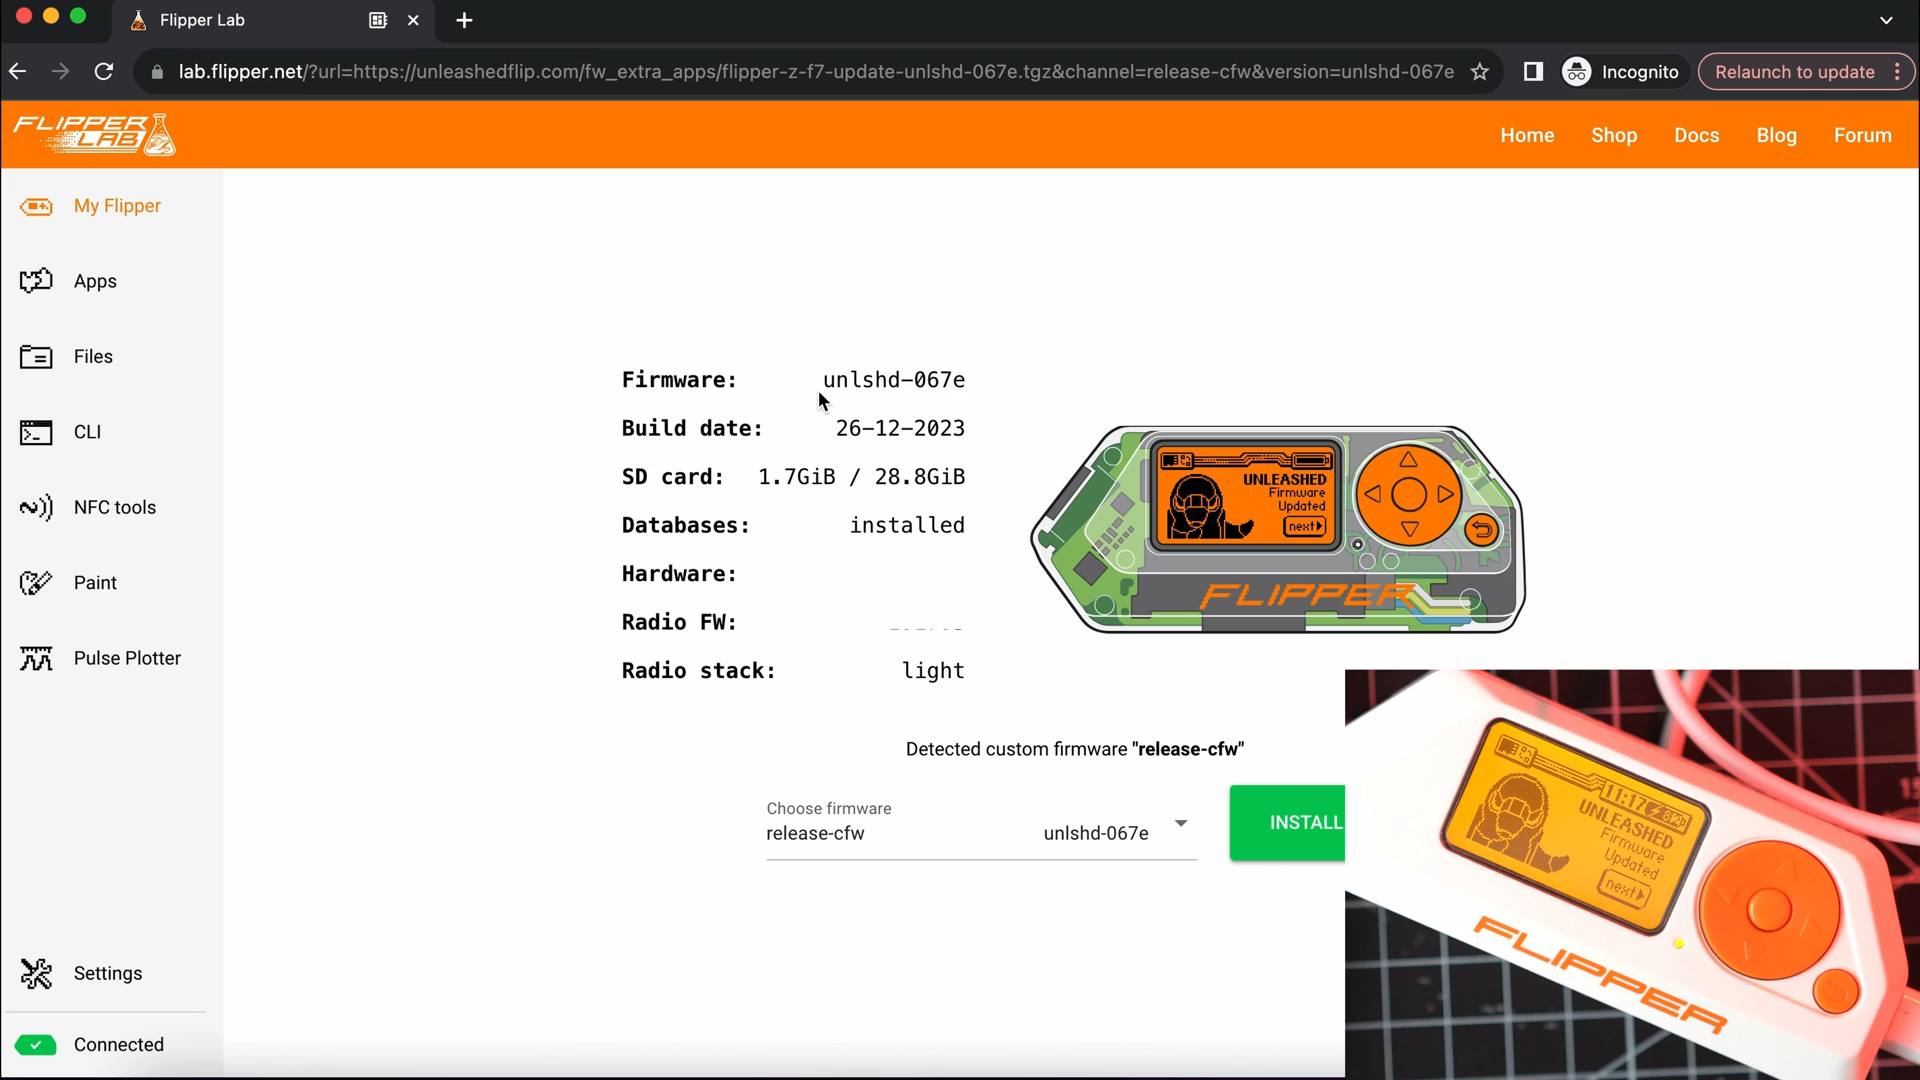 Flipper Lab
lab.flipper.net/?url=https://unleashedflip.com/fw_extra_apps/flipper-z-f7-update-unlshd-067e.tgz&channel=release-cfw&version=unlshd-067e
Incognito
Relaunch to update
FLIPPER
LAB
Home
Shop
Docs
Blog
Forum
My Flipper
Apps
Files
CLI
NFC tools
Paint
Pulse Plotter
Settings
Connected
Firmware: unlshd-067e
Build date: 26-12-2023
SD card: 1.7GiB / 28.8GiB
Databases: installed
Hardware:
Radio FW:
Radio stack: light
UNLEASHED
Firmware
Updated
next
FLIPPER
Detected custom firmware "release-cfw"
Choose firmware
release-cfw
unlshd-067e
INSTALL
11:17
UNLEASHED
Firmware
Updated
next
FLIPPER